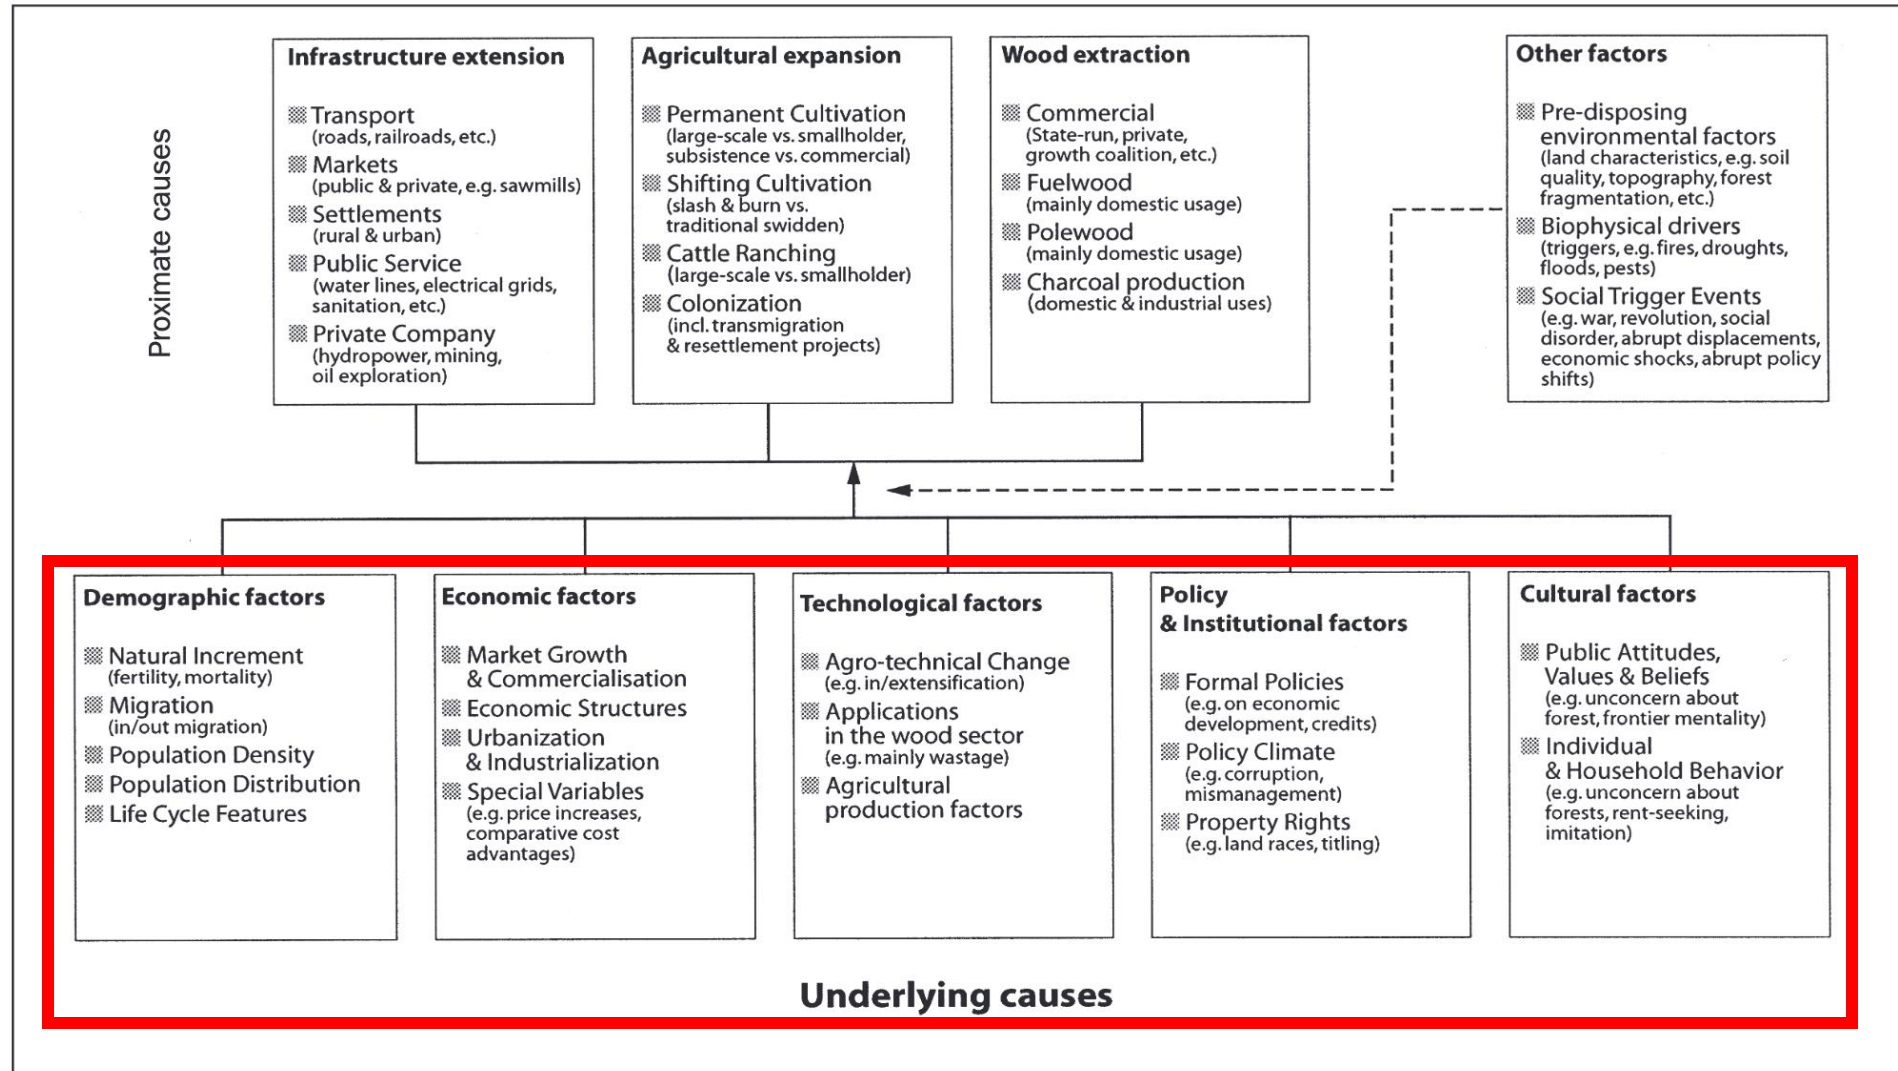 Proximate causes
Infrastructure extension
Transport
(roads, railroads, etc.)
Markets
(public & private, e.g. sawmills)
Settlements
(rural & urban)
Public Service
(water lines, electrical grids,
sanitation, etc.)
Private Company
(hydropower, mining,
oil exploration)
Agricultural expansion
Permanent Cultivation
(large-scale vs. smallholder,
subsistence vs. commercial)
Shifting Cultivation
(slash & burn vs.
traditional swidden)
Cattle Ranching
(large-scale vs. smallholder)
Colonization
(incl. transmigration
& resettlement projects)
Wood extraction
Commercial
(State-run, private,
growth coalition, etc.)
Fuelwood
(mainly domestic usage)
Polewood
(mainly domestic usage)
Charcoal production
(domestic & industrial uses)
Other factors
Pre-disposing
environmental factors
(land characteristics, e.g. soil
quality, topography, forest
fragmentation, etc.)
Biophysical drivers
(triggers, e.g. fires, droughts,
floods, pests)
Social Trigger Events
(e.g. war, revolution, social
disorder, abrupt displacements,
economic shocks, abrupt policy
shifts)
Demographic factors
Natural Increment
(fertility, mortality)
Migration
(in/out migration)
Population Density
Population Distribution
Life Cycle Features
Economic factors
Market Growth
& Commercialisation
Economic Structures
Urbanization
& Industrialization
Special Variables
(e.g. price increases,
comparative cost
advantages)
Technological factors
Agro-technical Change
(e.g. in/extensification)
Applications
in the wood sector
(e.g. mainly wastage)
Agricultural
production factors
Policy
& Institutional factors
Formal Policies
(e.g. on economic
development, credits)
Policy Climate
(e.g. corruption,
mismanagement)
Property Rights
(e.g. land races, titling)
Cultural factors
Public Attitudes,
Values & Beliefs
(e.g. unconcern about
forest, frontier mentality)
Individual
& Household Behavior
(e.g. unconcern about
forests, rent-seeking,
imitation)
Underlying causes